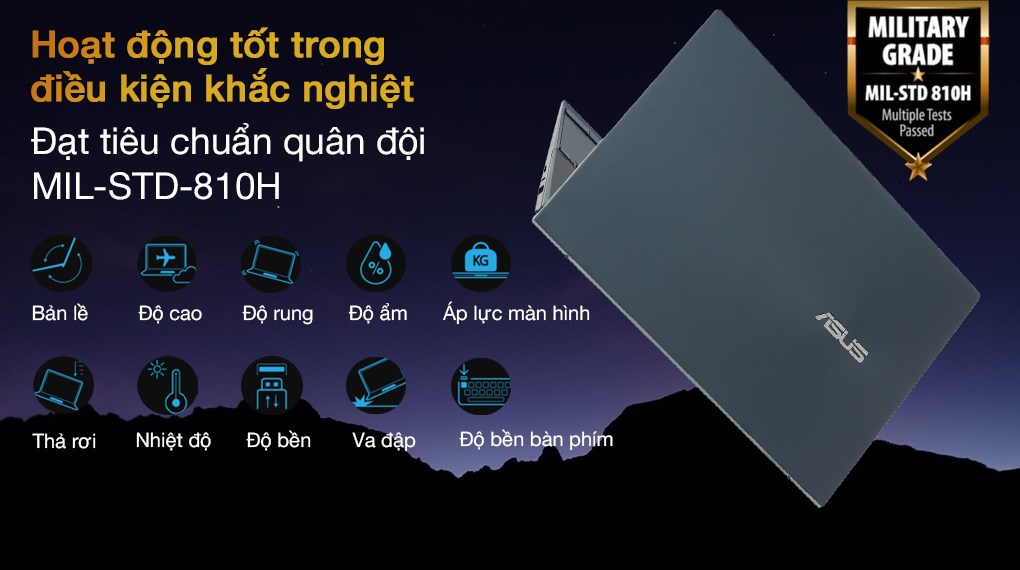 Hoạt động tốt trong
điều kiện khắc nghiệt
Đạt tiêu chuẩn quân đội
MIL-STD-810H
MILITARY
GRADE
MIL-STD 810H
Multiple Tests
Passed
%
KG
Bản lề
Độ cao
Độ rung
Độ ẩm
Áp lực màn hình
ASUS
Thả rơi
Nhiệt độ
Độ bền
Va đập
Độ bền bàn phím